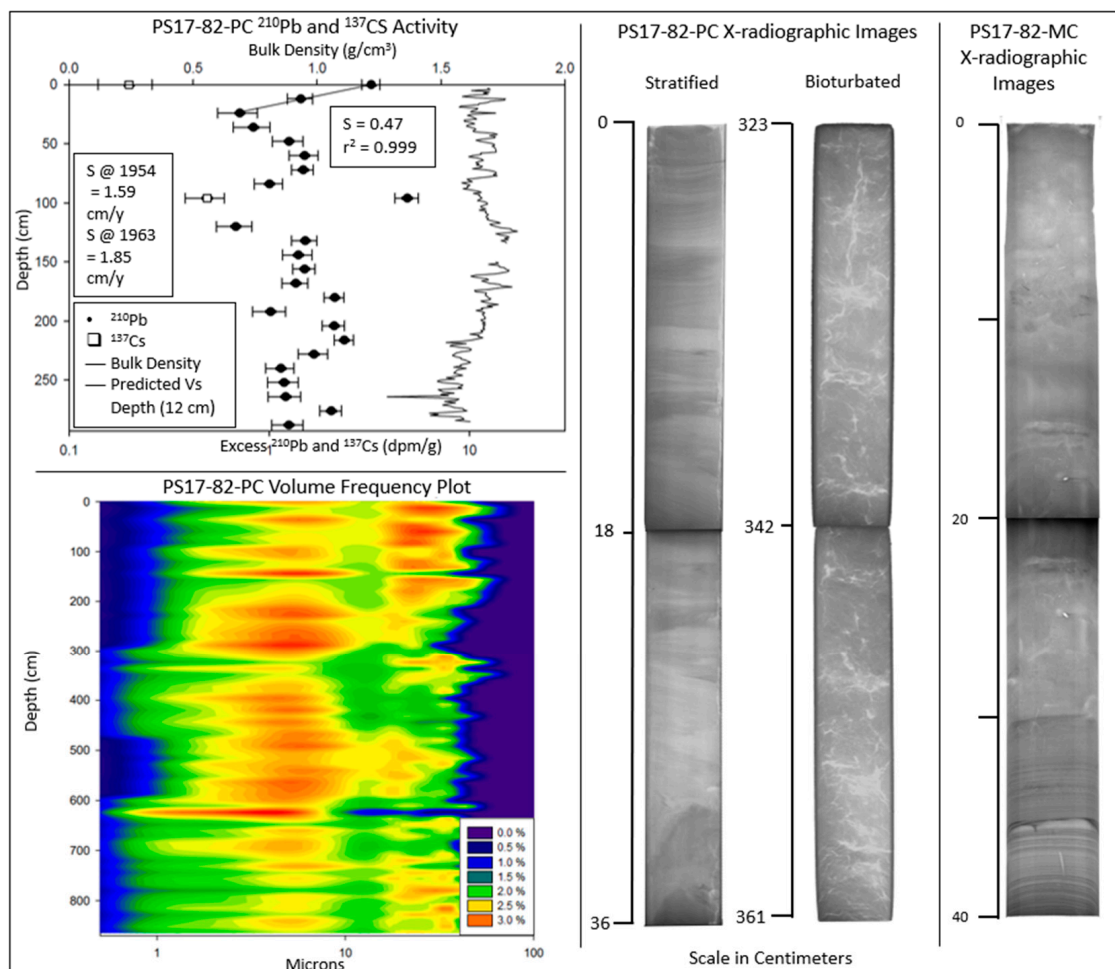 PS17-82-PC ²¹⁰Pb and ¹³⁷CS Activity
Bulk Density (g/cm³)
0.0 0.5 1.0 1.5 2.0
Depth (cm)
0
50
100
150
200
250
S = 0.47
r² = 0.999
S @ 1954
= 1.59
cm/y
S @ 1963
= 1.85
cm/y
²¹⁰Pb
¹³⁷Cs
Bulk Density
Predicted Vs
Depth (12 cm)
0.1 10
Excess ²¹⁰Pb and ¹³⁷Cs (dpm/g)
PS17-82-PC Volume Frequency Plot
Depth (cm)
0
100
200
300
400
500
600
700
800
0.0 %
0.5 %
1.0 %
1.5 %
2.0 %
2.5 %
3.0 %
1 10 100
Microns
PS17-82-PC X-radiographic Images
Stratified
Bioturbated
0
18
36
323
342
361
Scale in Centimeters
PS17-82-MC
X-radiographic
Images
0
20
40